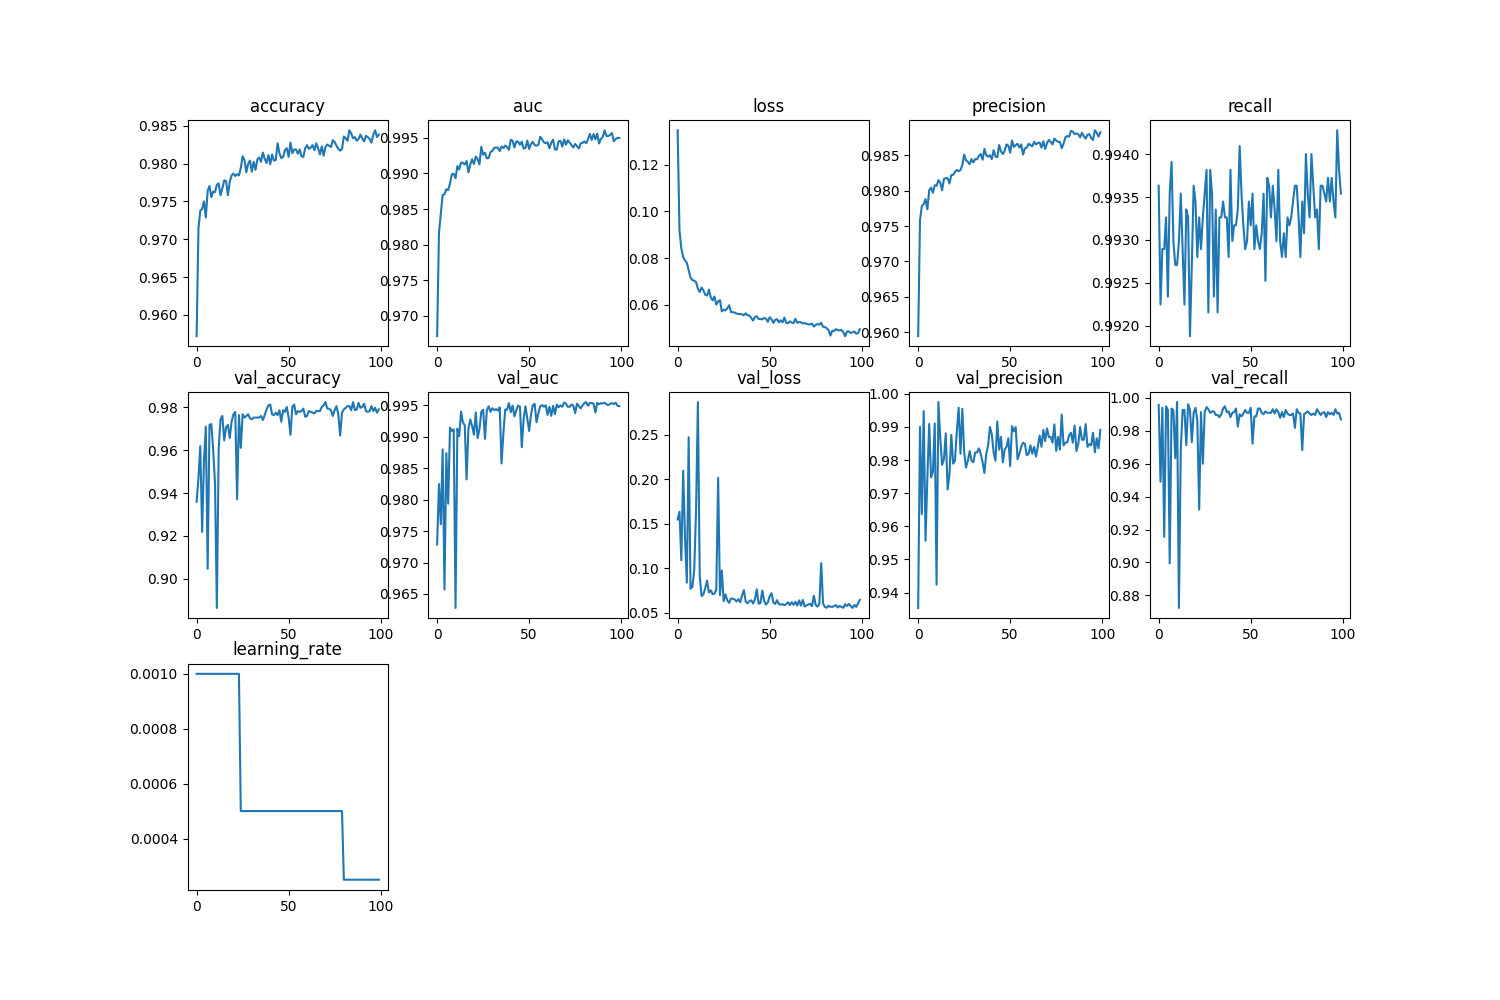 accuracy
auc
loss
precision
recall
0.985
0.980
0.975
0.970
0.965
0.960
0 50 100
0.995
0.990
0.985
0.980
0.975
0.970
0 50 100
0.12
0.10
0.08
0.06
0 50 100
0.985
0.980
0.975
0.970
0.965
0.960
0 50 100
0.9940
0.9935
0.9930
0.9925
0.9920
0 50 100
val_accuracy
val_auc
val_loss
val_precision
val_recall
0.98
0.96
0.94
0.92
0.90
0 50 100
0.995
0.990
0.985
0.980
0.975
0.970
0.965
0 50 100
0.25
0.20
0.15
0.10
0.05
0 50 100
1.00
0.99
0.98
0.97
0.96
0.95
0.94
0 50 100
1.00
0.98
0.96
0.94
0.92
0.90
0.88
0 50 100
learning_rate
0.0010
0.0008
0.0006
0.0004
0 50 100